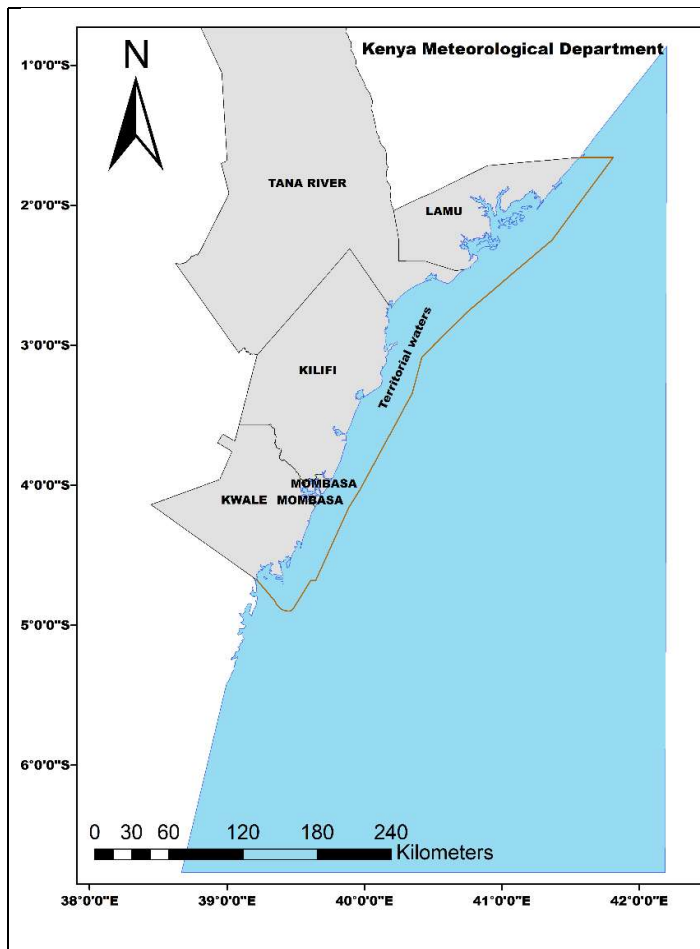 Kenya Meteorological Department
N
1°0'0"S
2°0'0"S
3°0'0"S
4°0'0"S
5°0'0"S
6°0'0"S
TANA RIVER
LAMU
KILIFI
Territorial waters
MOMBASA
KWALE MOMBASA
0 30 60 120 180 240
Kilometers
38°0'0"E 39°0'0"E 40°0'0"E 41°0'0"E 42°0'0"E